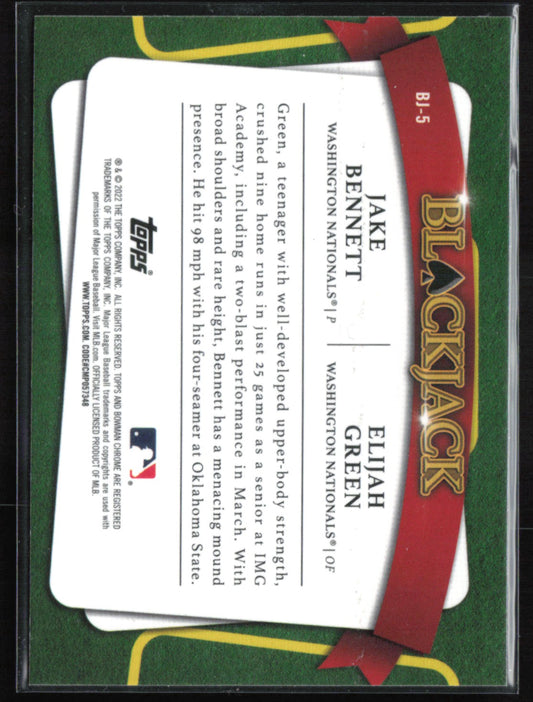 BJ-5
BLACKJACK
JAKE
BENNETT
WASHINGTON NATIONALS® | P
ELIJAH
GREEN
WASHINGTON NATIONALS® | OF
Green, a teenager with well-developed upper-body strength,
crushed nine home runs in just 25 games as a senior at IMG
Academy, including a two-blast performance in March. With
broad shoulders and rare height, Bennett has a menacing mound
presence. He hit 98 mph with his four-seamer at Oklahoma State.
topps®
® & © 2022 THE TOPPS COMPANY, INC. ALL RIGHTS RESERVED. TOPPS AND BOWMAN CHROME ARE REGISTERED
TRADEMARKS OF THE TOPPS COMPANY, INC. Major League Baseball trademarks and copyrights are used with
permission of Major League Baseball. Visit MLB.com. OFFICIALLY LICENSED PRODUCT OF MLB.
WWW.TOPPS.COM. CODE#CMP057348